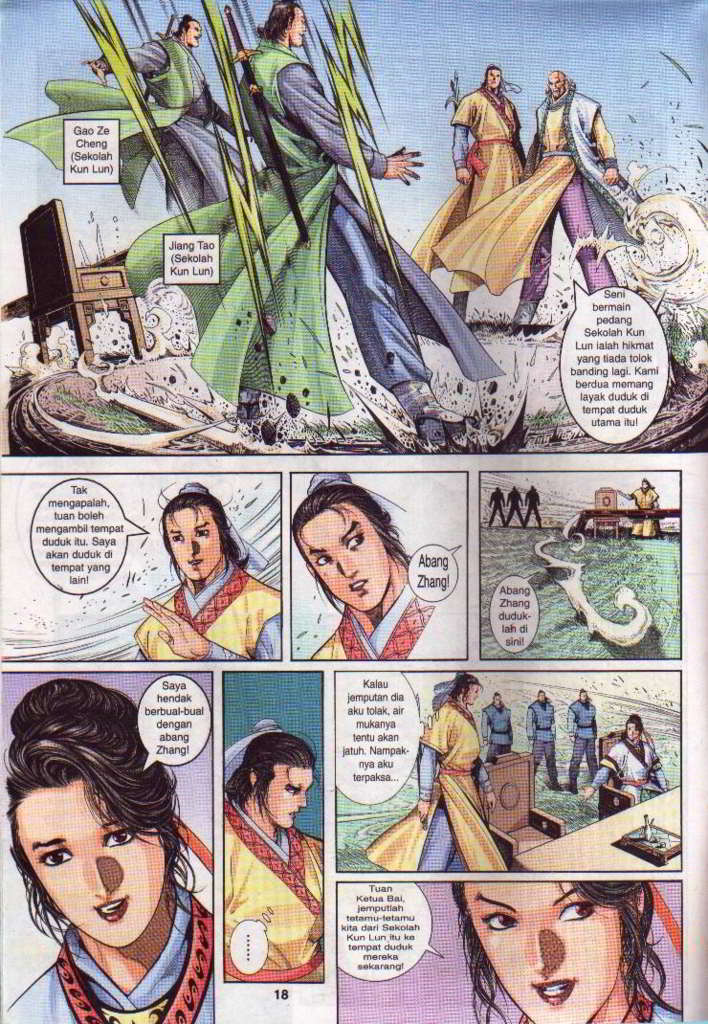 Gao Ze
Cheng
(Sekolah
Kun Lun)
Jiang Tao
(Sekolah
Kun Lun)
Seni
bermain
pedang
Sekolah Kun
Lun ialah hikmat
yang tiada tolok
banding lagi. Kami
berdua memang
layak duduk di
tempat duduk
utama itu!
Tak
mengapalah,
tuan boleh
mengambil tempat
duduk itu. Saya
akan duduk di
tempat yang
lain!
Abang
Zhang!
Abang
Zhang
duduk-
lah di
sini!
Saya
hendak
berbual-bual
dengan
abang
Zhang!
......
Kalau
jemputan dia
aku tolak, air
mukanya
tentu akan
jatuh. Nampak-
nya aku
terpaksa...
Tuan
Ketua Bai,
jemputlah
tetamu-tetamu
kita dari Sekolah
Kun Lun itu ke
tempat duduk
mereka
sekarang!
18